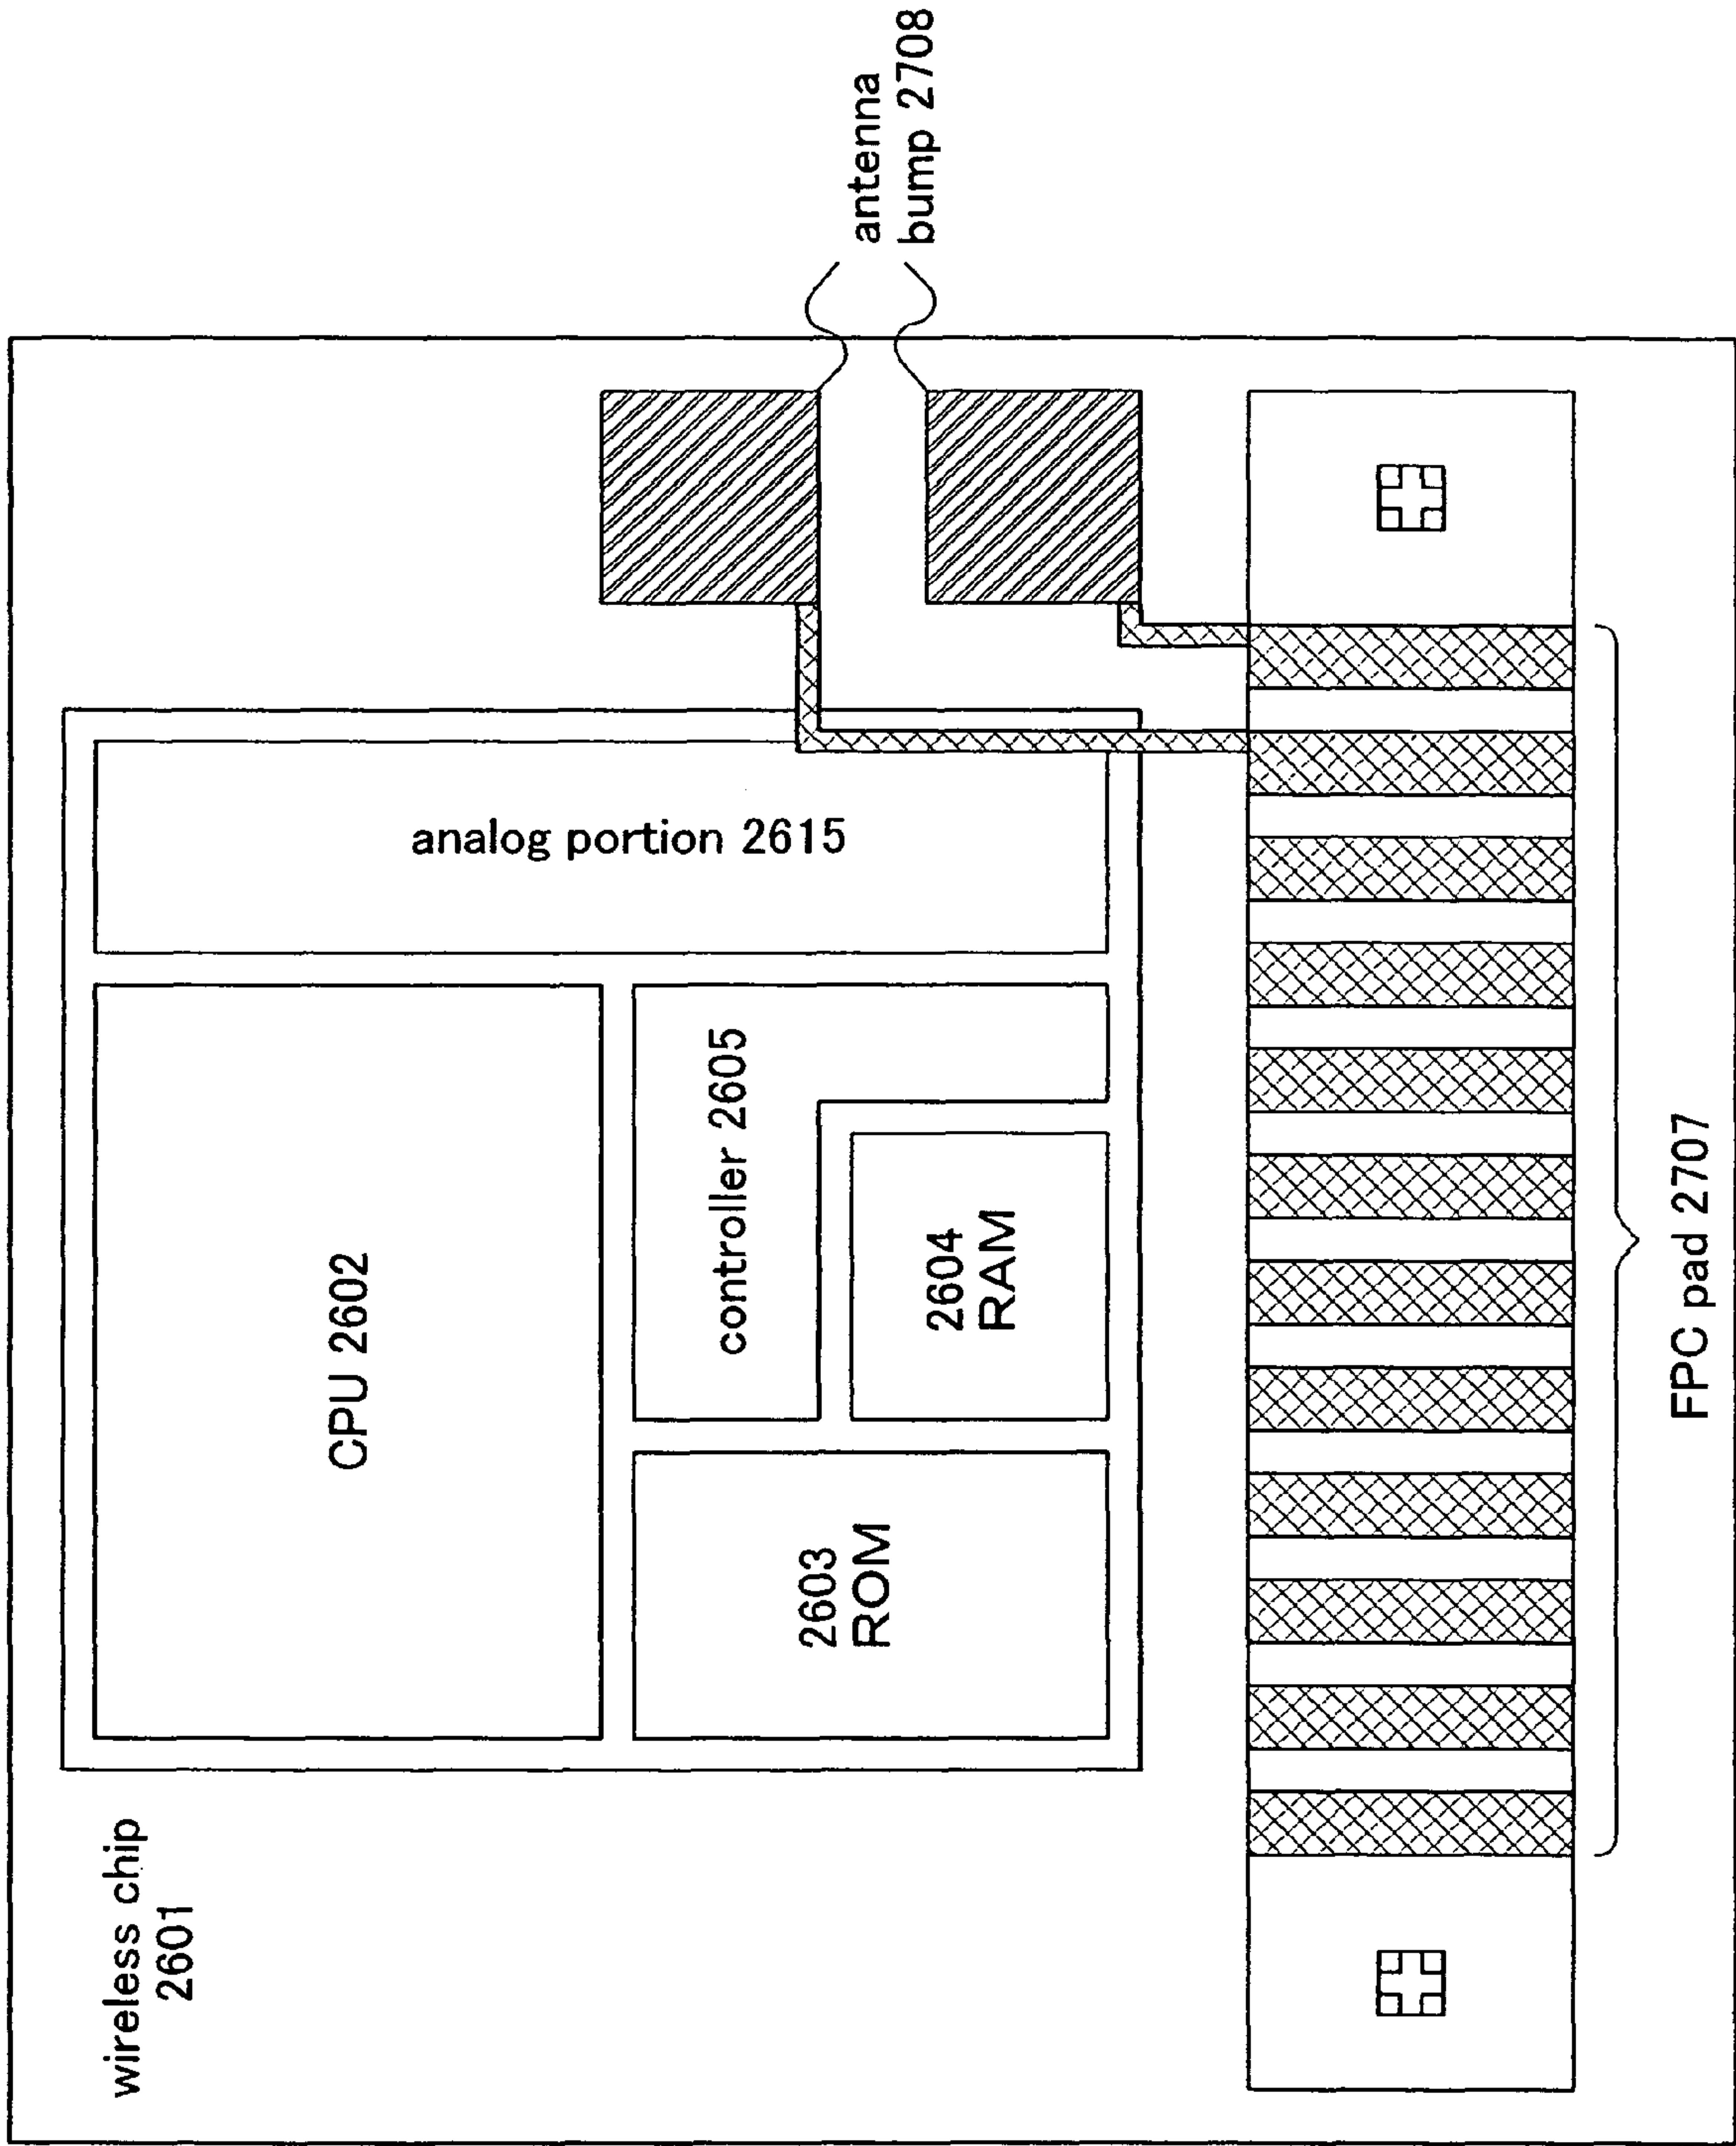 wireless chip
2601
CPU 2602
analog portion 2615
2603
ROM
controller 2605
2604
RAM
antenna
bump 2708
FPC pad 2707